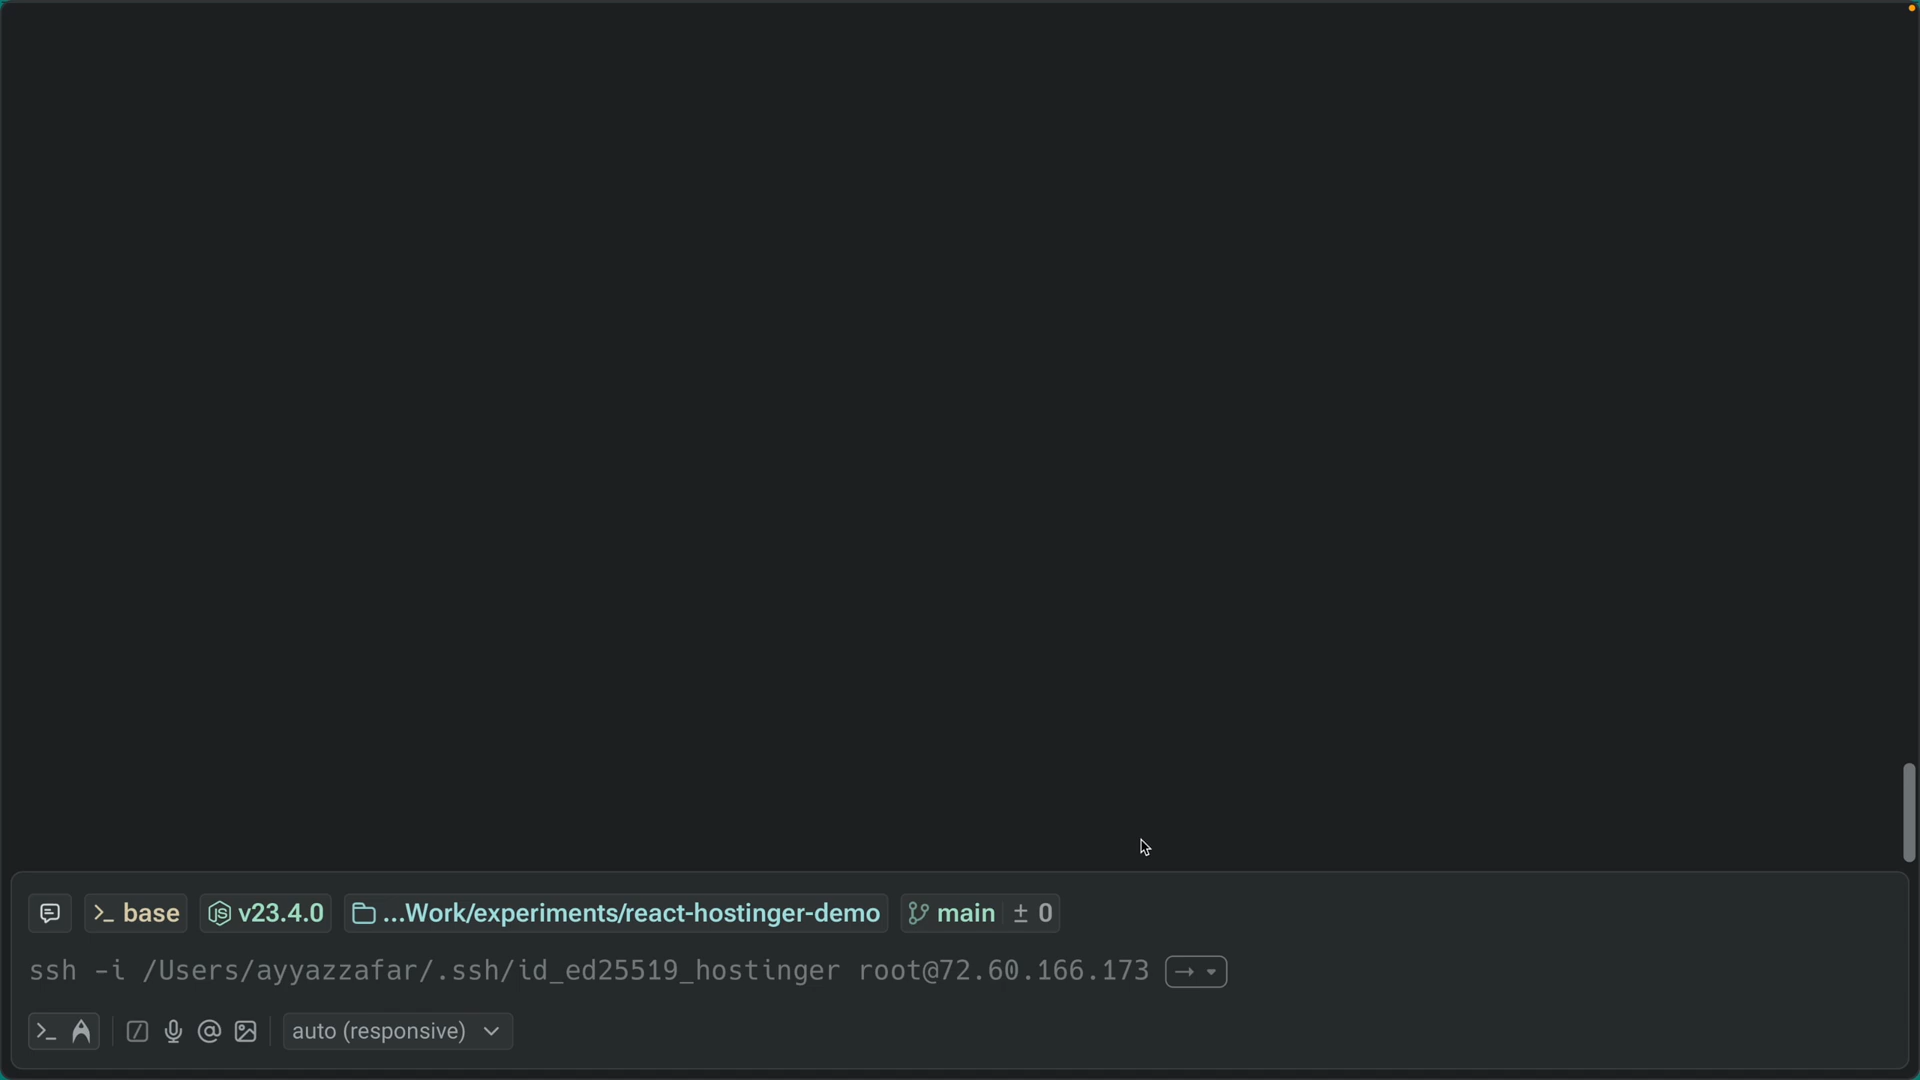 base v23.4.0 ...Work/experiments/react-hostinger-demo main ± 0
ssh -i /Users/ayyazzafar/.ssh/id_ed25519_hostinger root@72.60.166.173
auto (responsive)